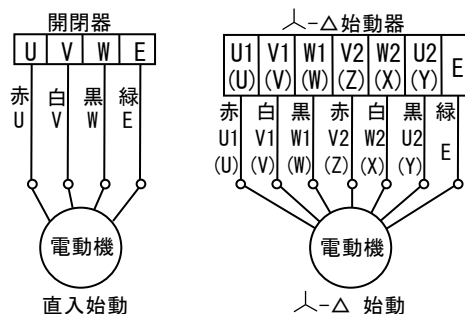 開閉器
U V W E
赤 白 黒 緑
U V W E
電動機
直入始動
人-△始動器
U1 V1 W1 V2 W2 U2 E
(U) (V) (W) (Z) (X) (Y)
赤 白 黒 赤 白 黒 緑
U1 V1 W1 V2 W2 U2 E
(U) (V) (W) (Z) (X) (Y)
電動機
人-△ 始動